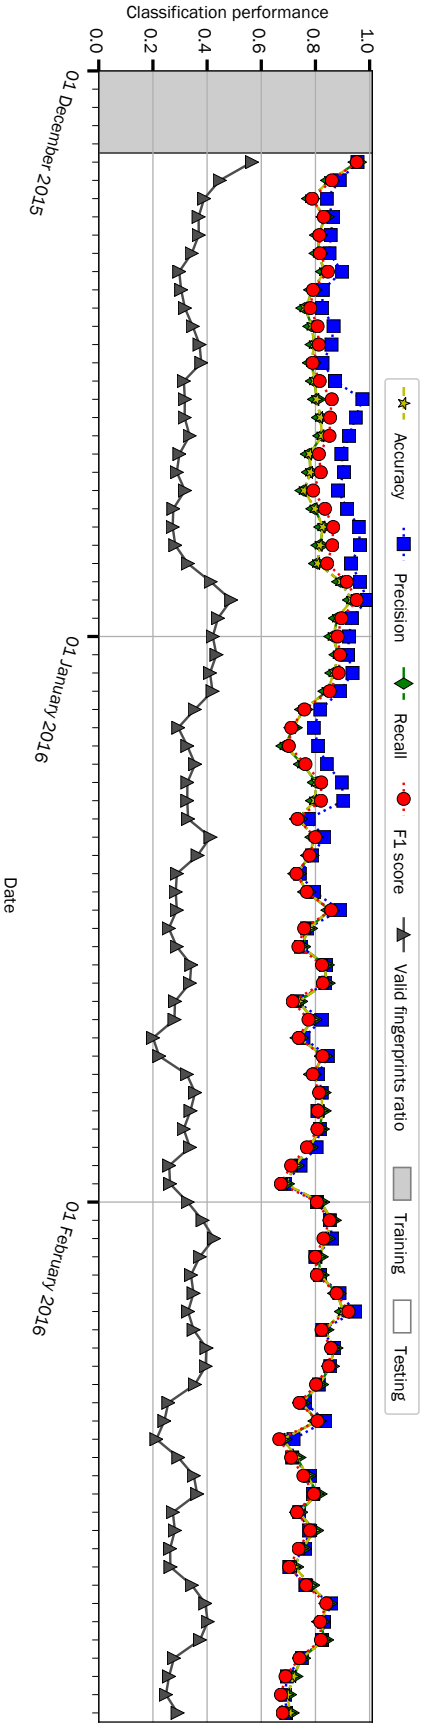 Classification performance
0.0
0.2
0.4
0.6
0.8
1.0
01 December 2015
01 January 2016
01 February 2016
Date
Accuracy
Precision
Recall
F1 score
Valid fingerprints ratio
Training
Testing